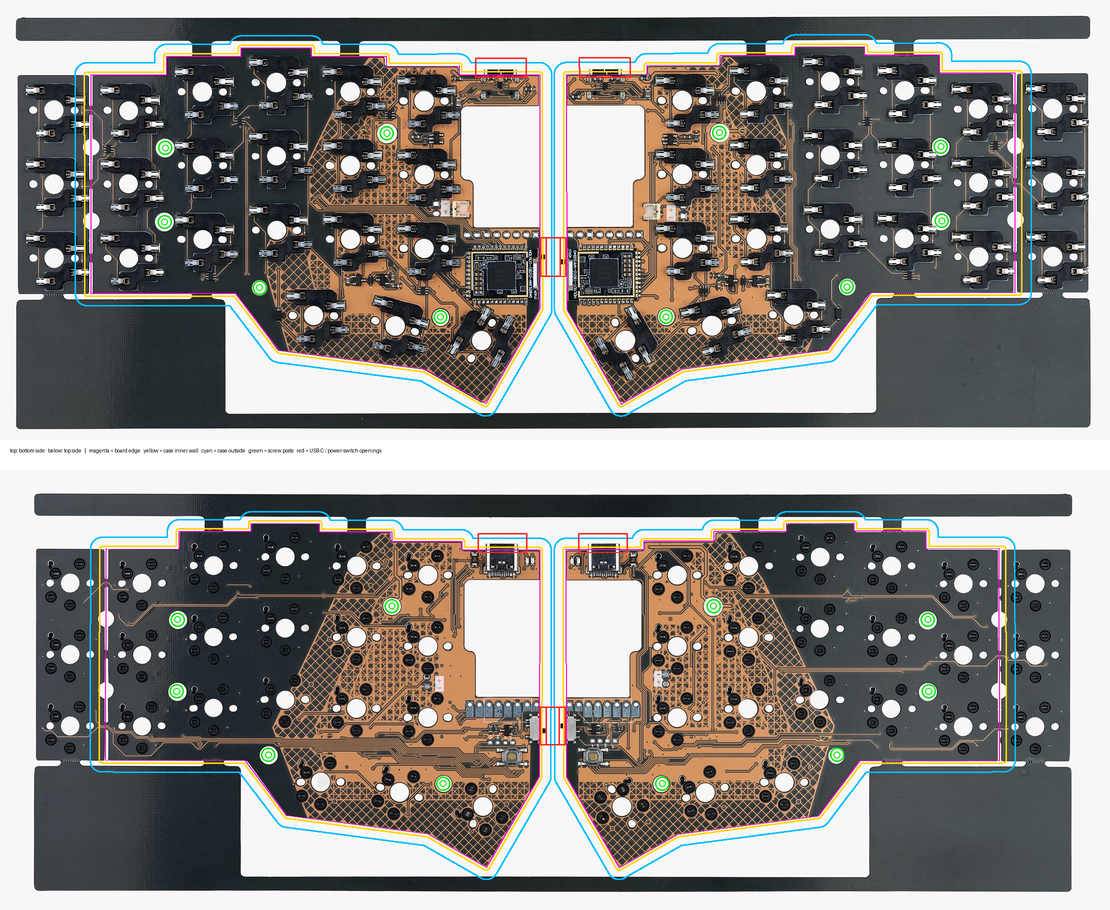 top: bottom side  below: top side  |  magenta = board edge  yellow = case inner wall  cyan = case outside  green = screw posts  red = USB-C / power-switch openings